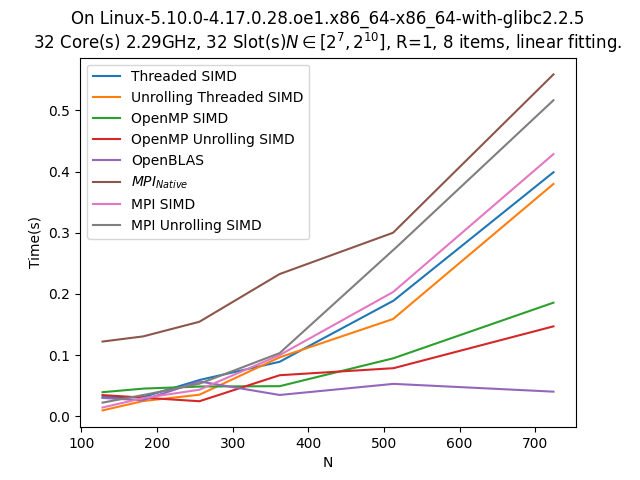 On Linux-5.10.0-4.17.0.28.oe1.x86_64-x86_64-with-glibc2.2.5
32 Core(s) 2.29GHz, 32 Slot(s)N ∈ [2^7, 2^10], R=1, 8 items, linear fitting.
Threaded SIMD
Unrolling Threaded SIMD
OpenMP SIMD
OpenMP Unrolling SIMD
OpenBLAS
MPI_Native
MPI SIMD
MPI Unrolling SIMD
Time(s)
0.5
0.4
0.3
0.2
0.1
0.0
100 200 300 400 500 600 700
N